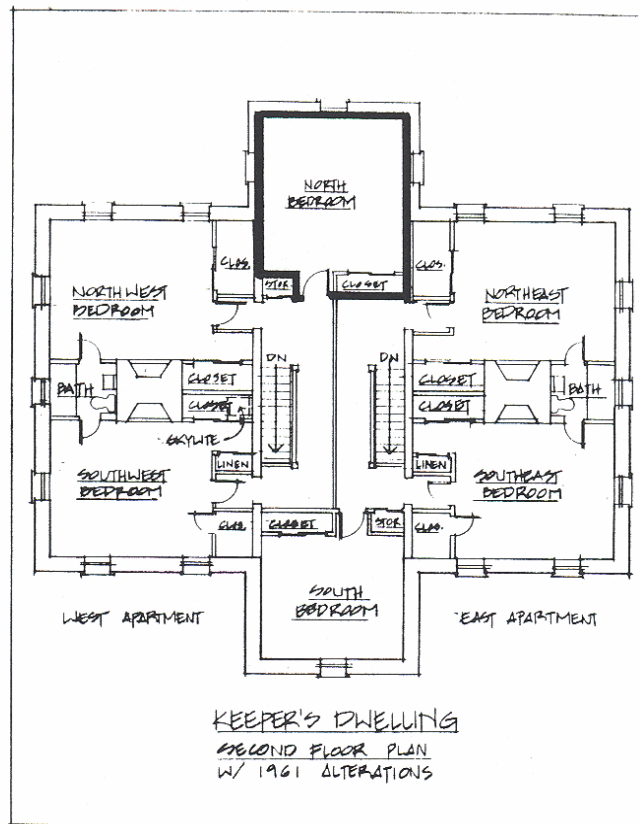 NORTH
BEDROOM
CLOS.
STOR.
CLOSET
CLOS.
NORTHWEST
BEDROOM
NORTHEAST
BEDROOM
DN
DN
BATH
CLOSET
CLOSET
BATH
CLOSET
CLOSET
SKYLITE
LINEN
LINEN
SOUTHWEST
BEDROOM
SOUTHEAST
BEDROOM
CLOS.
CLOSET
STOR.
CLOS.
SOUTH
BEDROOM
WEST APARTMENT
EAST APARTMENT
KEEPER'S DWELLING
SECOND FLOOR PLAN
W/ 1961 ALTERATIONS